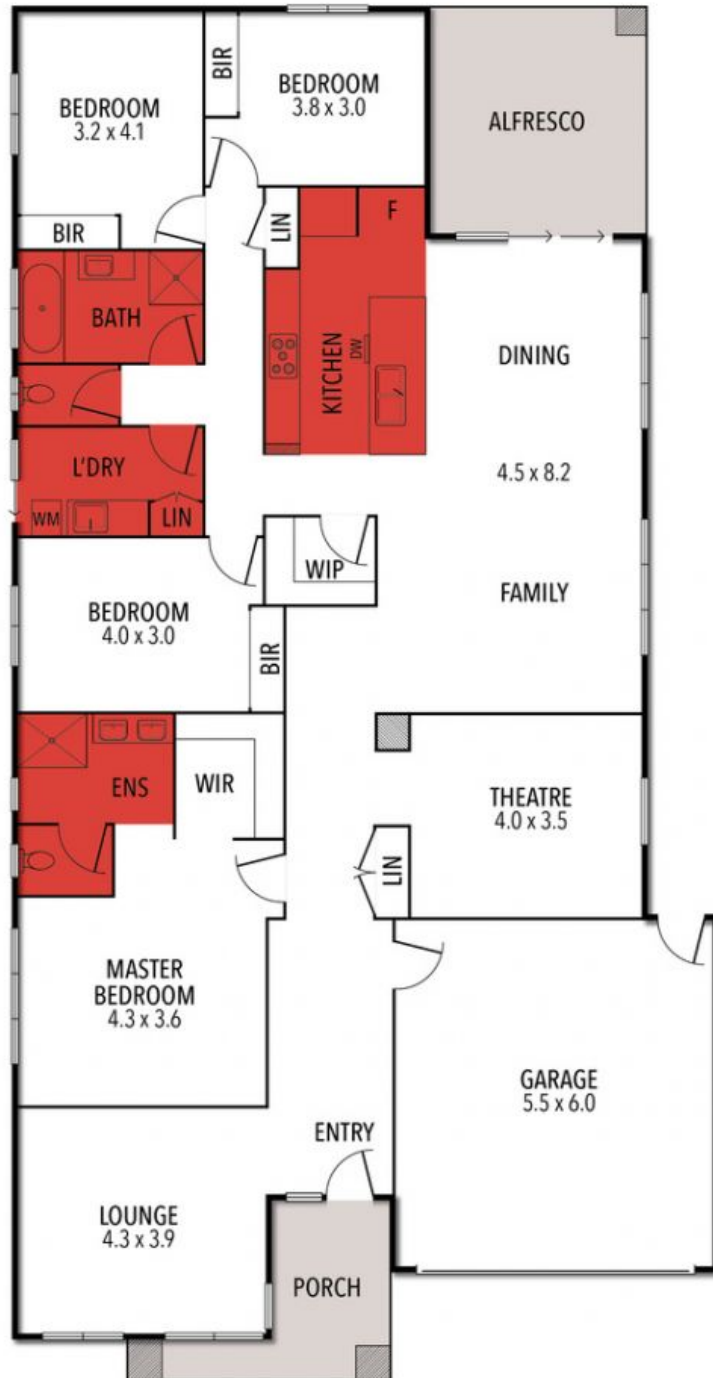 BEDROOM
3.2 x 4.1
BIR
BIR
BEDROOM
3.8 x 3.0
ALFRESCO
LIN
F
KITCHEN
DW
BATH
DINING
4.5 x 8.2
FAMILY
L'DRY
WM
LIN
WIP
BEDROOM
4.0 x 3.0
BIR
ENS
WIR
THEATRE
4.0 x 3.5
LIN
MASTER
BEDROOM
4.3 x 3.6
GARAGE
5.5 x 6.0
ENTRY
LOUNGE
4.3 x 3.9
PORCH